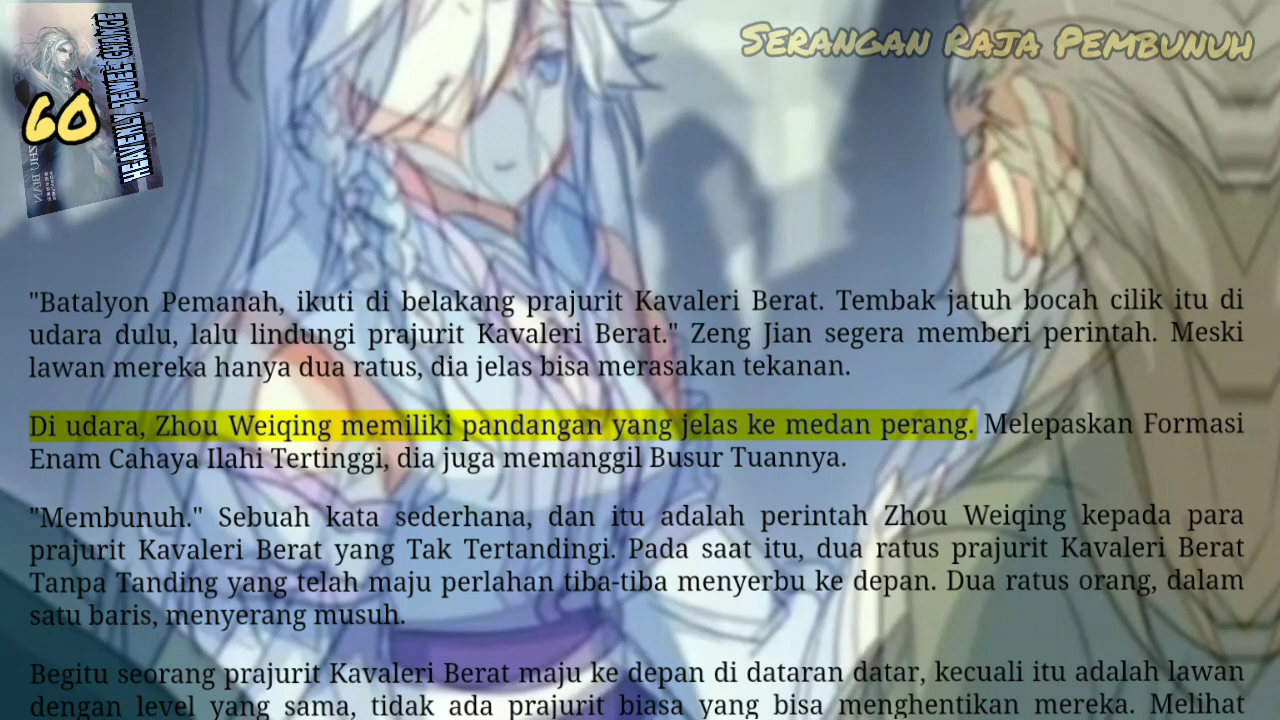 SERANGAN RAJA PEMBUNUH
60
HEAVENLY JEWEL CHANGE
"Batalyon Pemanah, ikuti di belakang prajurit Kavaleri Berat. Tembak jatuh bocah cilik itu di
udara dulu, lalu lindungi prajurit Kavaleri Berat." Zeng Jian segera memberi perintah. Meski
lawan mereka hanya dua ratus, dia jelas bisa merasakan tekanan.
Di udara, Zhou Weiqing memiliki pandangan yang jelas ke medan perang. Melepaskan Formasi
Enam Cahaya Ilahi Tertinggi, dia juga memanggil Busur Tuannya.
"Membunuh." Sebuah kata sederhana, dan itu adalah perintah Zhou Weiqing kepada para
prajurit Kavaleri Berat yang Tak Tertandingi. Pada saat itu, dua ratus prajurit Kavaleri Berat
Tanpa Tanding yang telah maju perlahan tiba-tiba menyerbu ke depan. Dua ratus orang, dalam
satu baris, menyerang musuh.
Begitu seorang prajurit Kavaleri Berat maju ke depan di dataran datar, kecuali itu adalah lawan
dengan level yang sama, tidak ada prajurit biasa yang bisa menghentikan mereka. Melihat